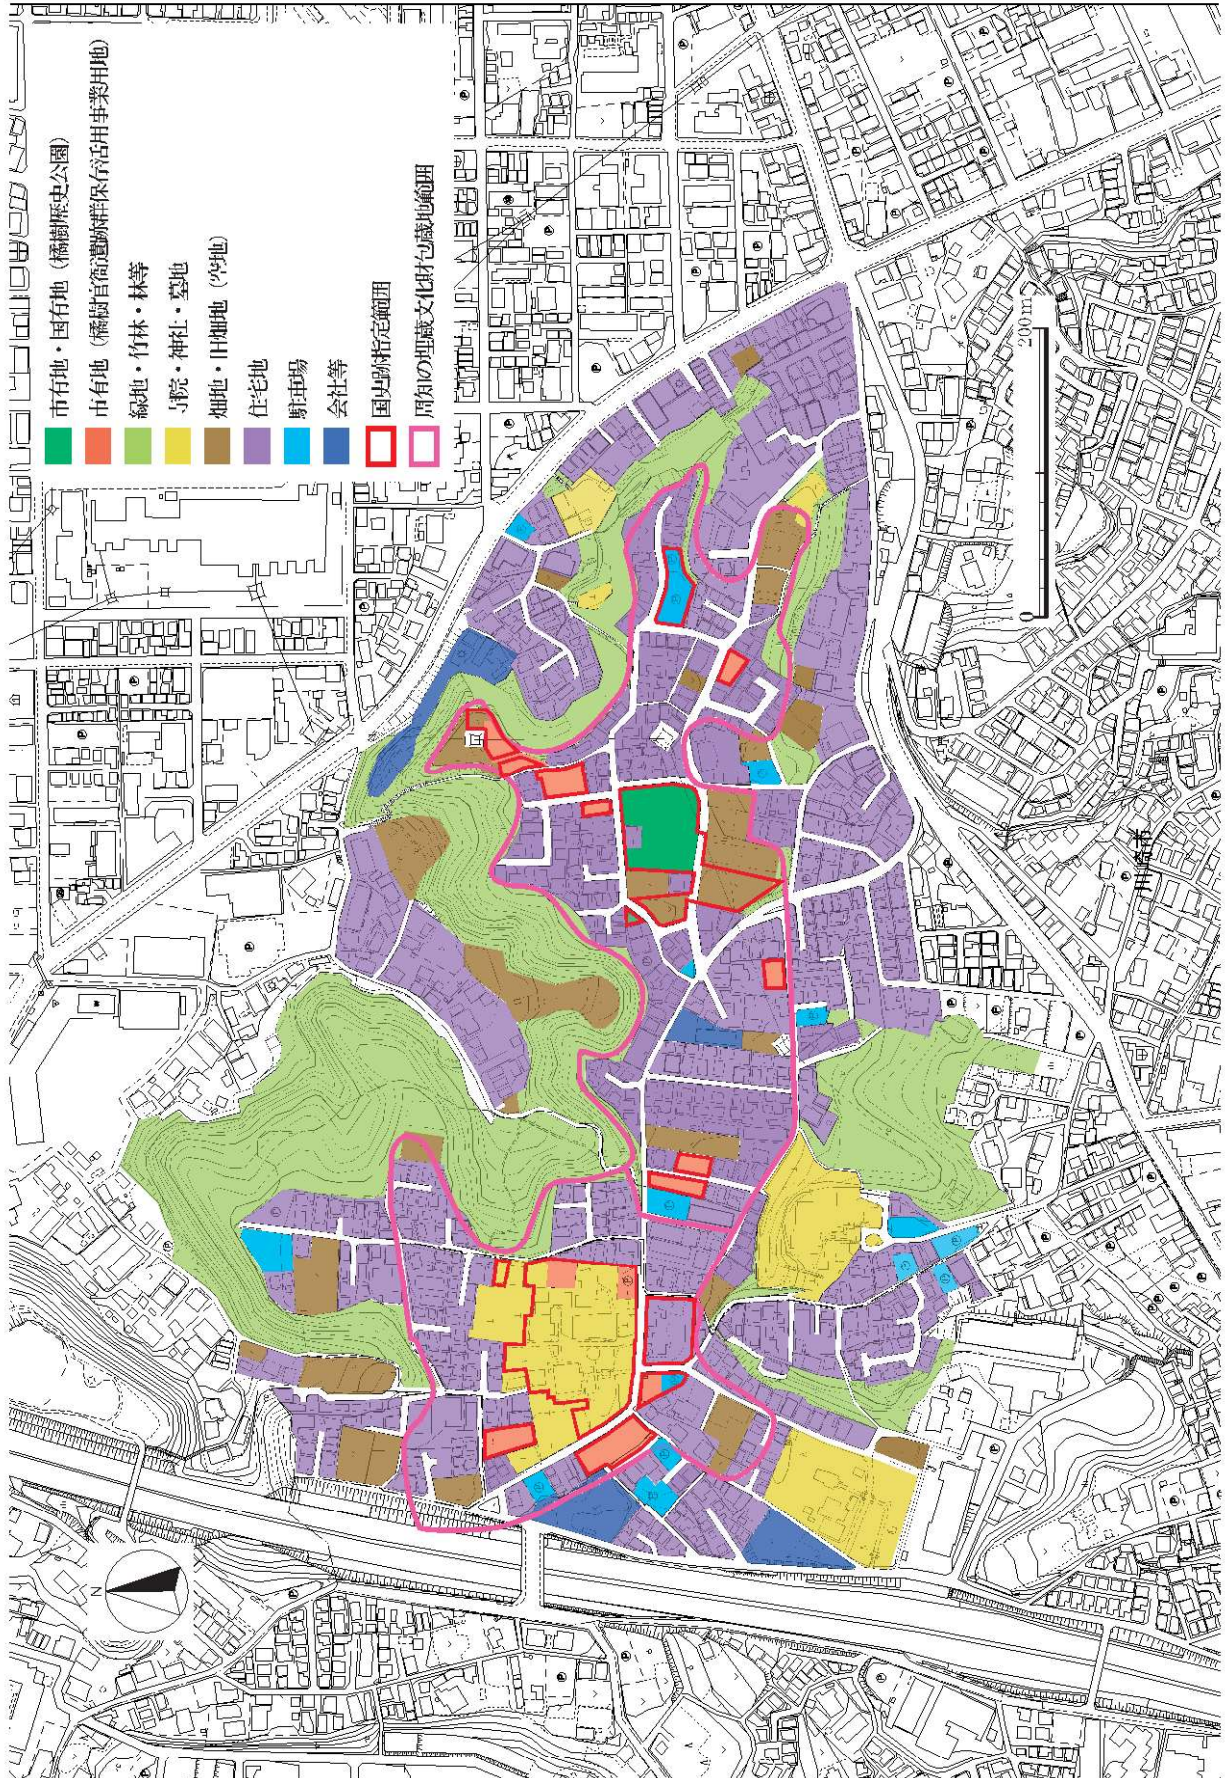 市有地・国有地（橘樹歴史公園）
市有地（橘樹官衙遺跡群保存活用事業用地）
緑地・竹林・林等
寺院・神社・墓地
畑地・旧畑地（空地）
住宅地
駐車場
会社等
国史跡指定範囲
周知の埋蔵文化財包蔵地範囲
N
0
200m
川崎市